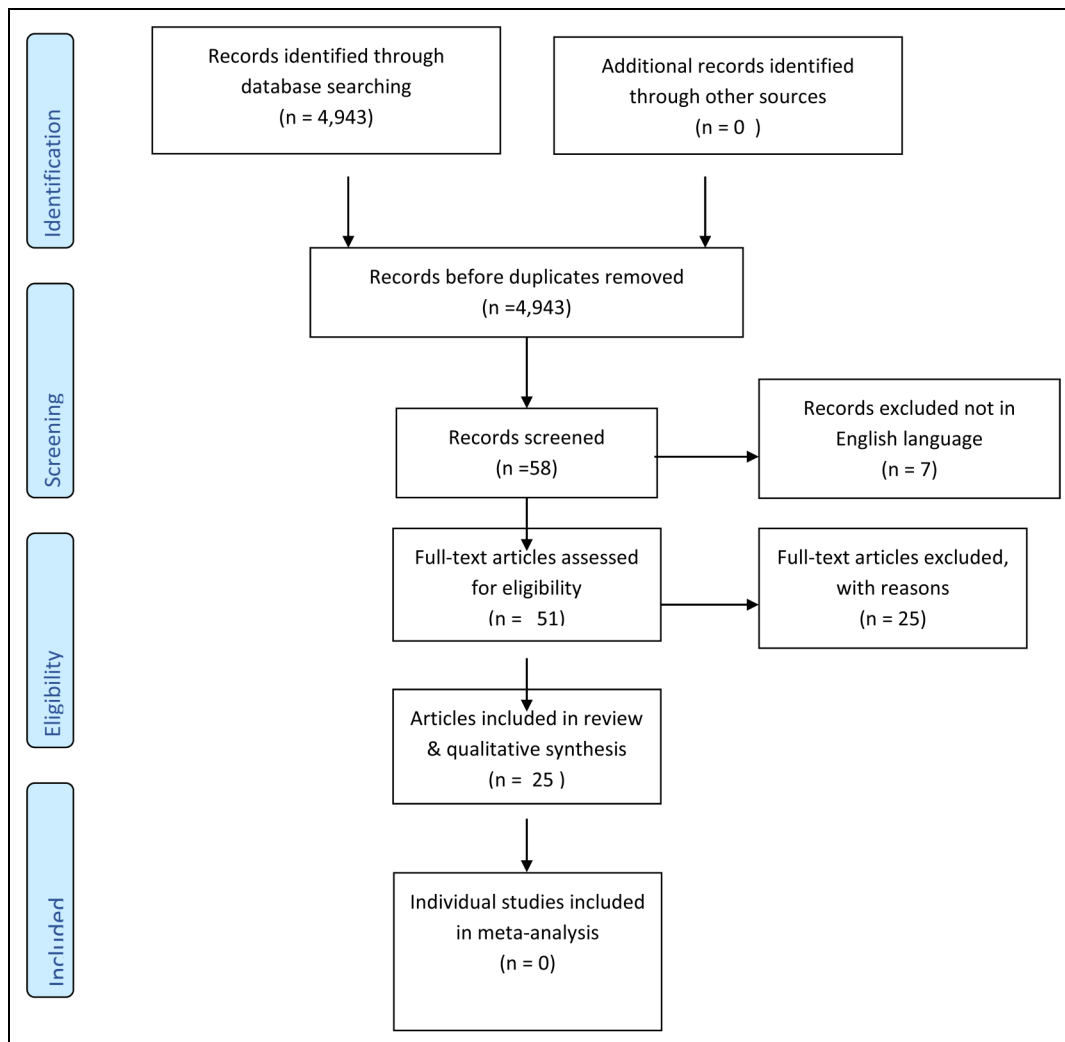 Identification
Records identified through
database searching
(n = 4,943)
Additional records identified
through other sources
(n = 0 )
Records before duplicates removed
(n =4,943)
Screening
Records screened
(n =58)
Records excluded not in
English language
(n = 7)
Eligibility
Full-text articles assessed
for eligibility
(n = 51)
Full-text articles excluded,
with reasons
(n = 25)
Articles included in review
& qualitative synthesis
(n = 25 )
Included
Individual studies included
in meta-analysis
(n = 0)